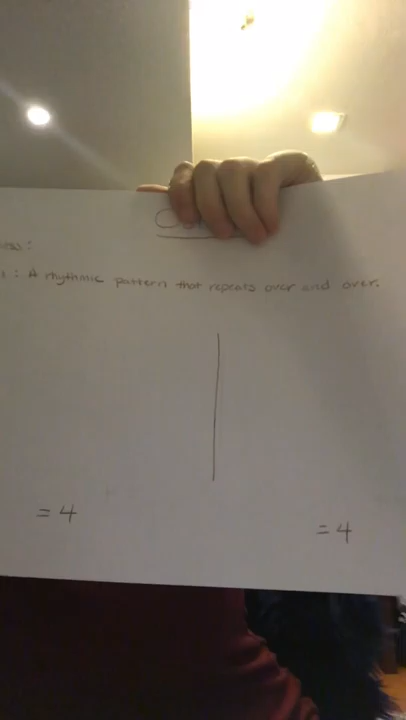 : A rhythmic pattern that repeats over and over.
= 4
= 4